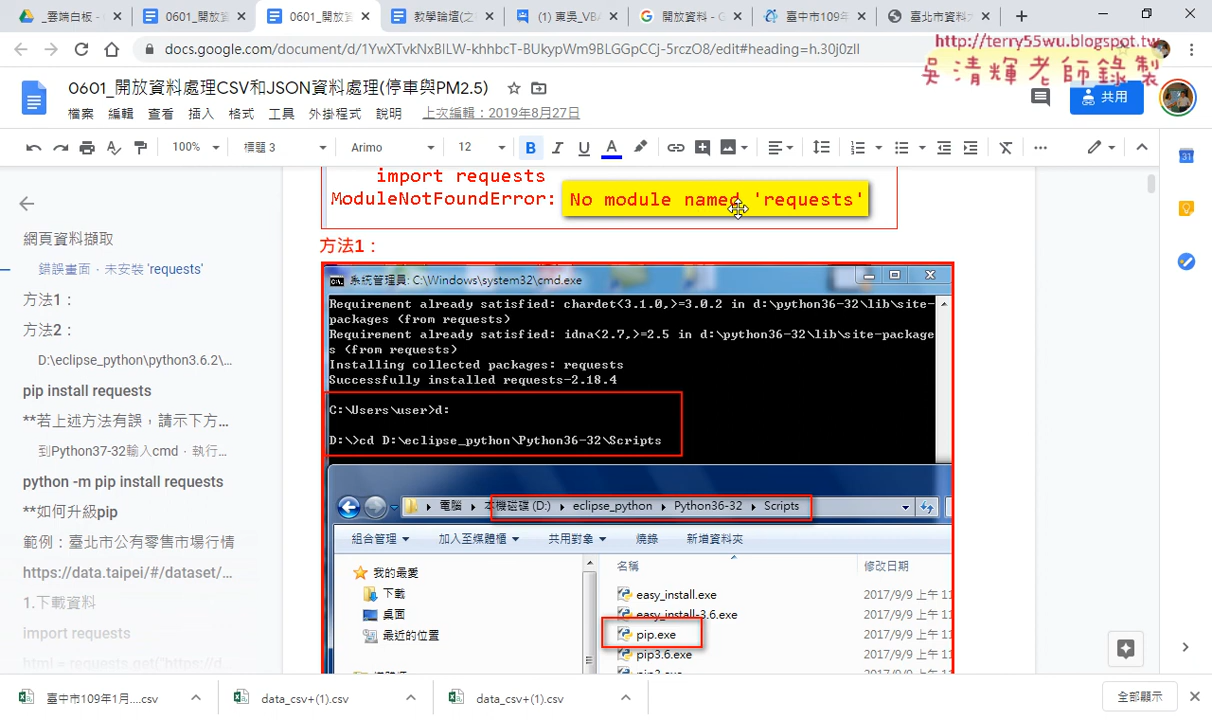 _雲端白板 - G
0601_開放資
0601_開放資
教學論壇(之
(1) 東吳_VBA
開放資料 - G
臺中市109年
臺北市資料大
docs.google.com/document/d/1YwXTvkNxBILW-khhbcT-BUkypWm9BLGGpCCj-5rczO8/edit#heading=h.30j0zll
http://terry55wu.blogspot.tw
吳清輝老師錄製
0601_開放資料處理CSV和JSON資料處理(停車與PM2.5)
檔案 編輯 查看 插入 格式 工具 外掛程式 說明 上次編輯：2019年8月27日
共用
100% 標題 3 Arimo 12 B I U A
import requests
ModuleNotFoundError: No module named 'requests'
方法1：
網頁資料擷取
錯誤畫面，未安裝 'requests'
方法1：
方法2：
D:\eclipse_python\python3.6.2\...
pip install requests
**若上述方法有誤，請示下方...
到Python37-32輸入cmd，執行...
python -m pip install requests
**如何升級pip
範例：臺北市公有零售市場行情
https://data.taipei/#/dataset/...
1.下載資料
import requests
html = requests.get("https://d...
系統管理員: C:\Windows\system32\cmd.exe
Requirement already satisfied: chardet<3.1.0,>=3.0.2 in d:\python36-32\lib\site-
packages (from requests)
Requirement already satisfied: idna<2.7,>=2.5 in d:\python36-32\lib\site-package
s (from requests)
Installing collected packages: requests
Successfully installed requests-2.18.4
C:\Users\user>d:
D:\>cd D:\eclipse_python\Python36-32\Scripts
電腦 本機磁碟 (D:) eclipse_python Python36-32 Scripts
組合管理 加入至媒體櫃 共用對象 燒錄 新增資料夾
我的最愛
下載
桌面
最近的位置
名稱 修改日期
easy_install.exe 2017/9/9 上午 11
easy_install-3.6.exe 2017/9/9 上午 11
pip.exe 2017/9/9 上午 11
pip3.6.exe 2017/9/9 上午 11
臺中市109年1月....csv
data_csv+(1).csv
data_csv+(1).csv
全部顯示